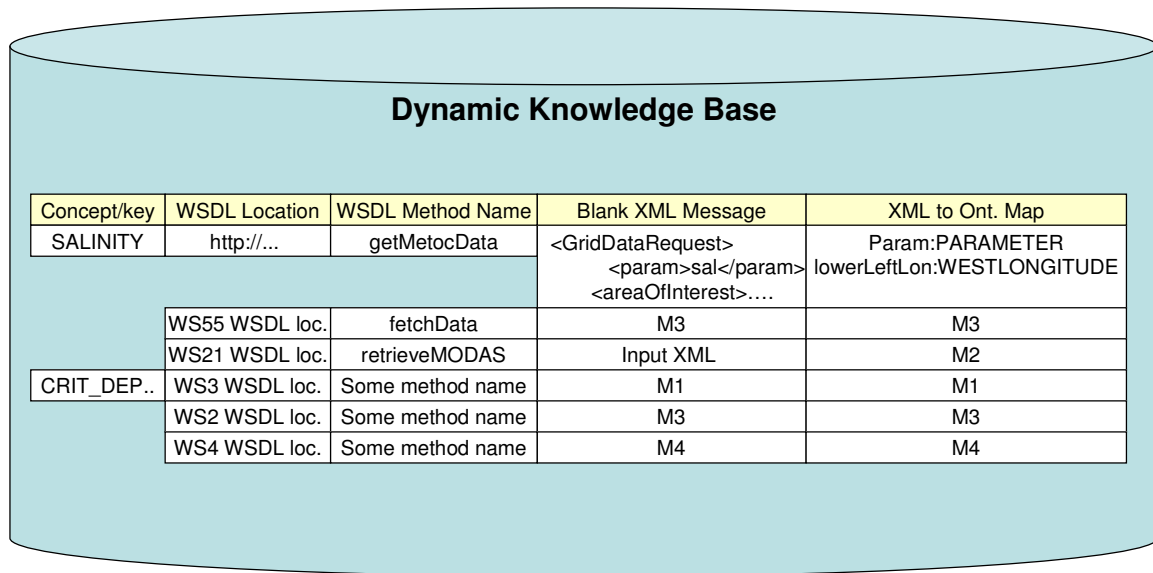 Dynamic Knowledge Base
Concept/key WSDL Location WSDL Method Name Blank XML Message XML to Ont. Map
SALINITY http://... getMetocData <GridDataRequest> Param:PARAMETER
<param>sal</param> lowerLeftLon:WESTLONGITUDE
<areaOfInterest>....
WS55 WSDL loc. fetchData M3 M3
WS21 WSDL loc. retrieveMODAS Input XML M2
CRIT_DEP.. WS3 WSDL loc. Some method name M1 M1
WS2 WSDL loc. Some method name M3 M3
WS4 WSDL loc. Some method name M4 M4